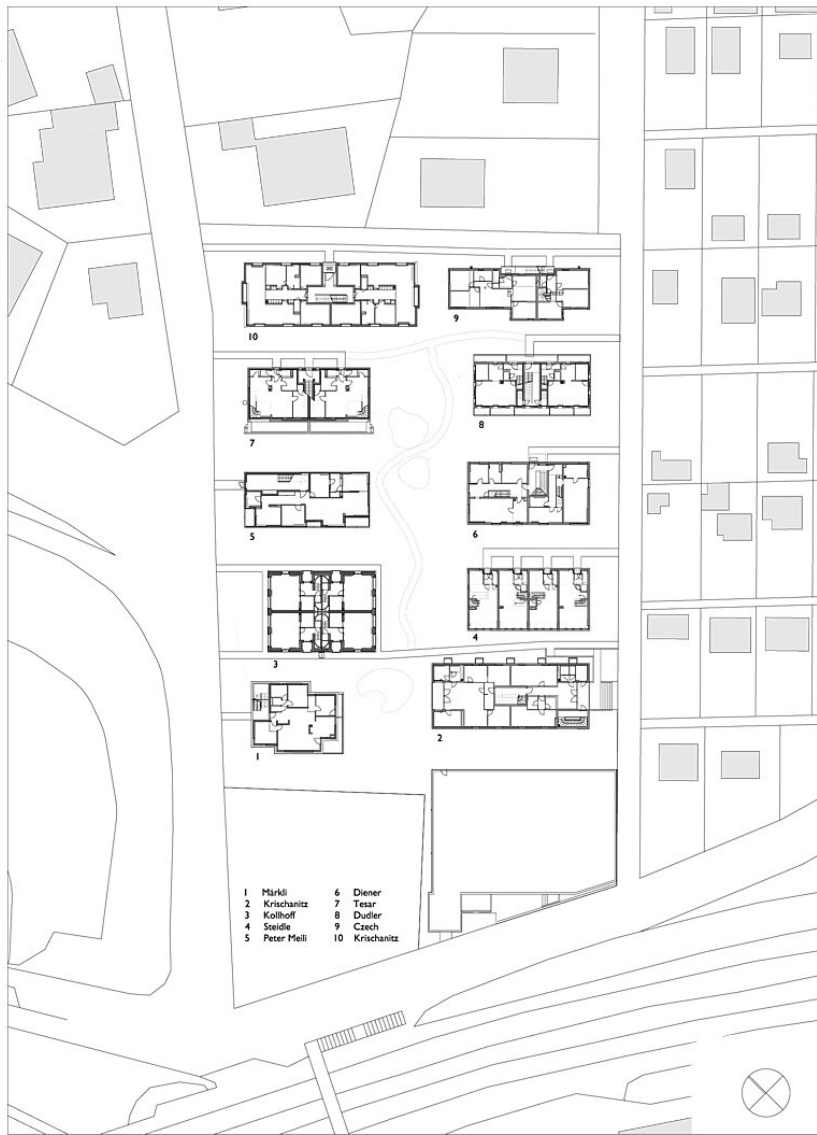 10
9
7
8
5
6
3
4
1
2
1 Märkli 6 Diener
2 Krischanitz 7 Tesar
3 Kollhoff 8 Dudler
4 Steidle 9 Czech
5 Peter Meili 10 Krischanitz